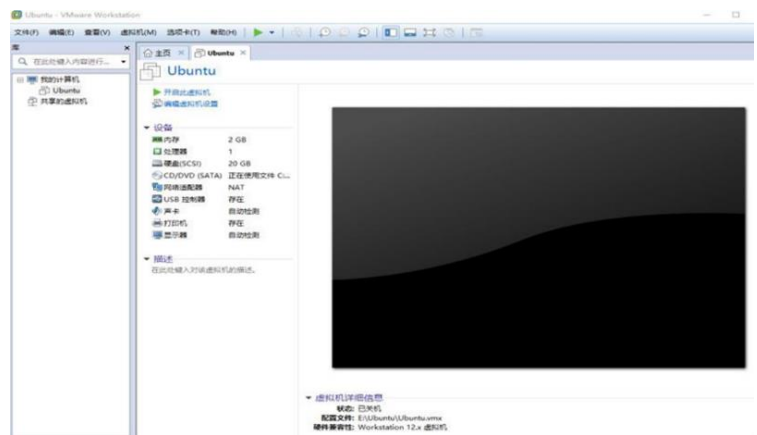 Ubuntu - VMware Workstation
文件(F) 编辑(E) 查看(V) 虚拟机(M) 选项卡(T) 帮助(H)
库
在此处键入内容进行...
我的计算机
Ubuntu
共享的虚拟机
主页 Ubuntu
Ubuntu
开启此虚拟机
编辑虚拟机设置
设备
内存 2 GB
处理器 1
硬盘(SCSI) 20 GB
CD/DVD (SATA) 正在使用文件 C:...
网络适配器 NAT
USB 控制器 存在
声卡 自动检测
打印机 存在
显示器 自动检测
描述
在此处键入对该虚拟机的描述。
虚拟机详细信息
状态: 已关机
配置文件: E:\Ubuntu\Ubuntu.vmx
硬件兼容性: Workstation 12.x 虚拟机